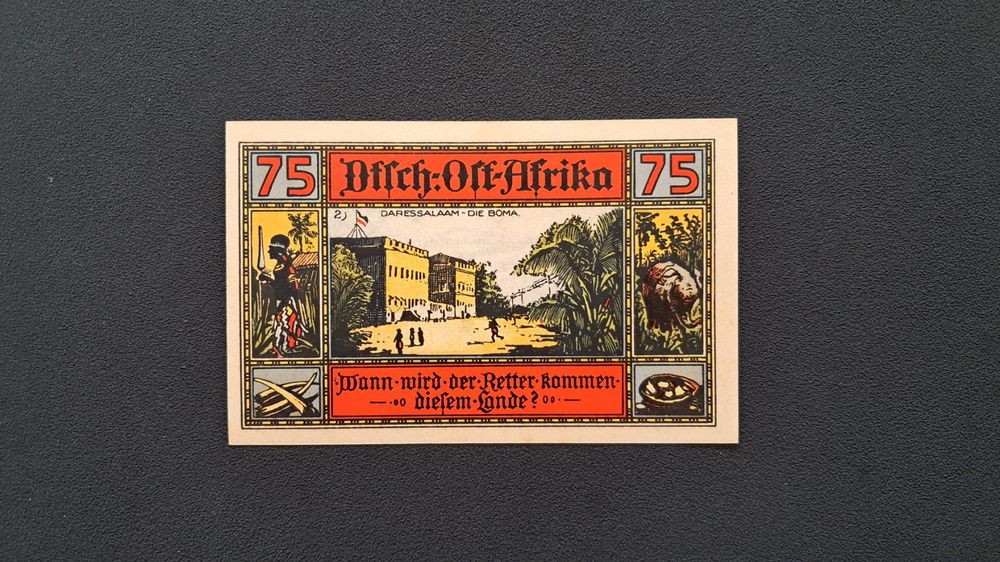 75 Dtsch.-Ost-Afrika 75
2) DARESSALAAM - DIE BOMA.
Wann · wird · der · Retter · kommen ·
diesem · Lande?